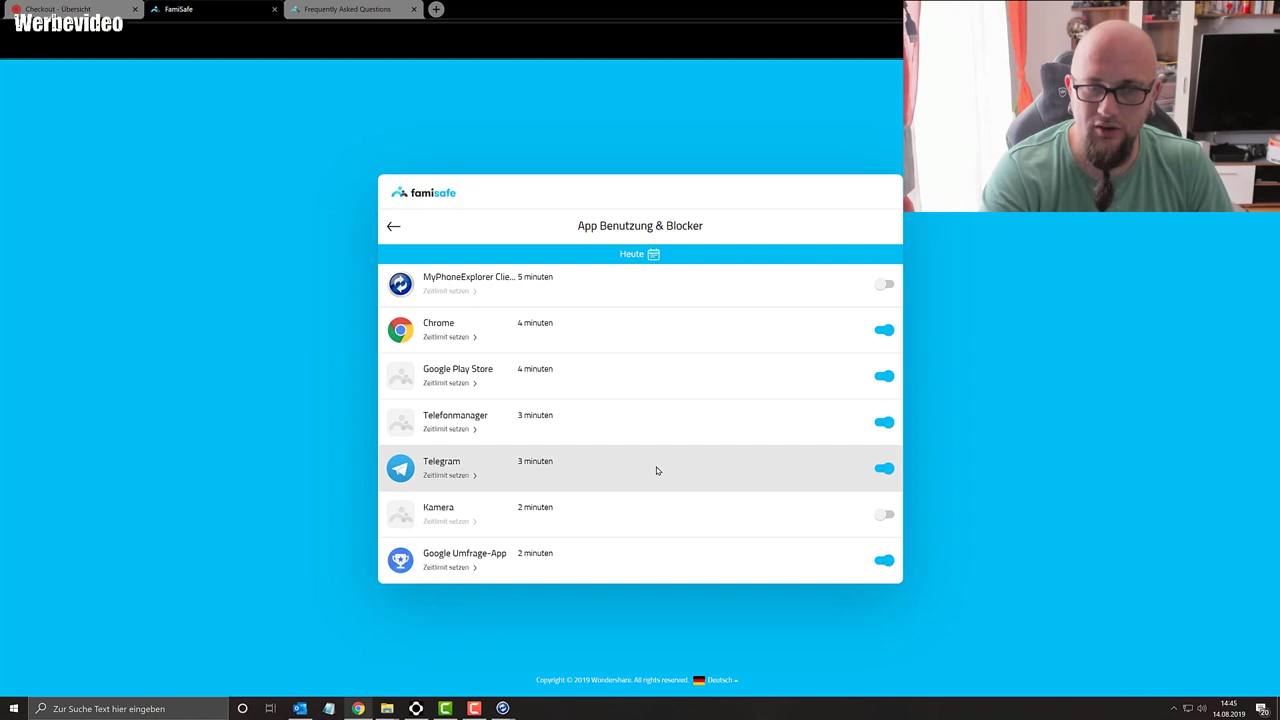 Checkout - Übersicht
FamiSafe
Frequently Asked Questions
Werbevideo
famisafe
App Benutzung & Blocker
Heute
MyPhoneExplorer Clie... 5 minuten
Zeitlimit setzen
Chrome 4 minuten
Zeitlimit setzen
Google Play Store 4 minuten
Zeitlimit setzen
Telefonmanager 3 minuten
Zeitlimit setzen
Telegram 3 minuten
Zeitlimit setzen
Kamera 2 minuten
Zeitlimit setzen
Google Umfrage-App 2 minuten
Zeitlimit setzen
Copyright © 2019 Wondershare. All rights reserved. Deutsch
Zur Suche Text hier eingeben
14:45
14.08.2019
20